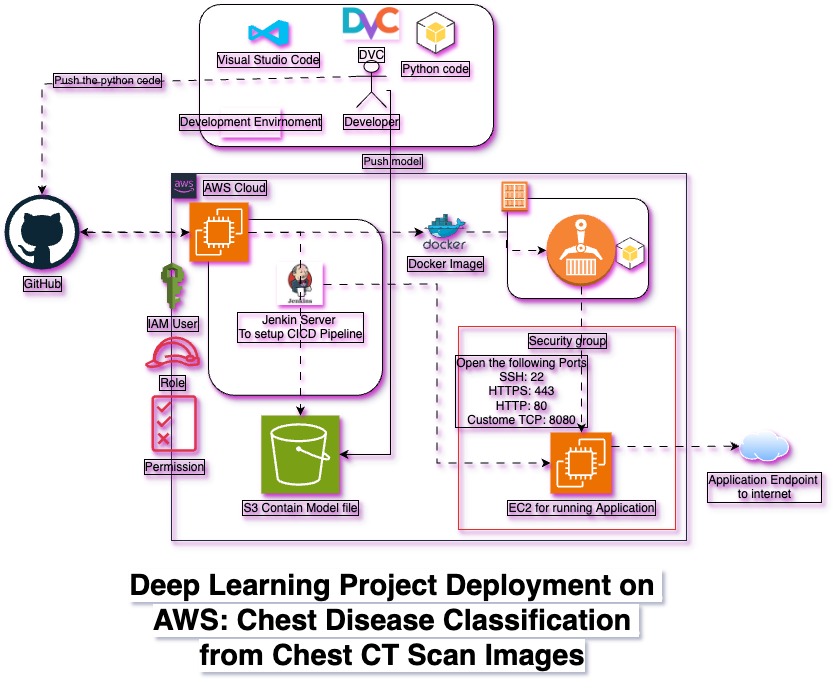 DVC
Visual Studio Code
DVC
Python code
Push the python code
Development Envirnoment
Developer
Push model
aws
AWS Cloud
docker
Docker Image
GitHub
Jenkins
Jenkin Server
To setup CICD Pipeline
IAM User
Role
Permission
S3 Contain Model file
Security group
Open the following Ports
SSH: 22
HTTPS: 443
HTTP: 80
Custome TCP: 8080
EC2 for running Application
Application Endpoint
to internet
Deep Learning Project Deployment on
AWS: Chest Disease Classification
from Chest CT Scan Images